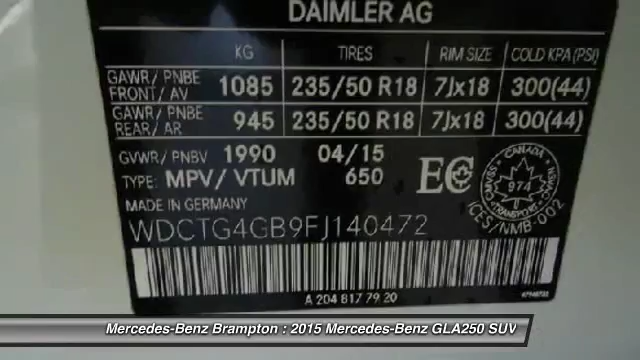 DAIMLER AG
KG TIRES RIM SIZE COLD KPA (PSI)
GAWR/ PNBE FRONT/ AV 1085 235/50 R18 7Jx18 300(44)
GAWR/ PNBE REAR/ AR 945 235/50 R18 7Jx18 300(44)
GVWR/ PNBV 1990 04/15
TYPE: MPV/ VTUM 650
EC
CANADA
974
TRANSPORT
ICES/NMB-002
MADE IN GERMANY
WDCTG4GB9FJ140472
A 204 817 79 20
Mercedes-Benz Brampton : 2015 Mercedes-Benz GLA250 SUV